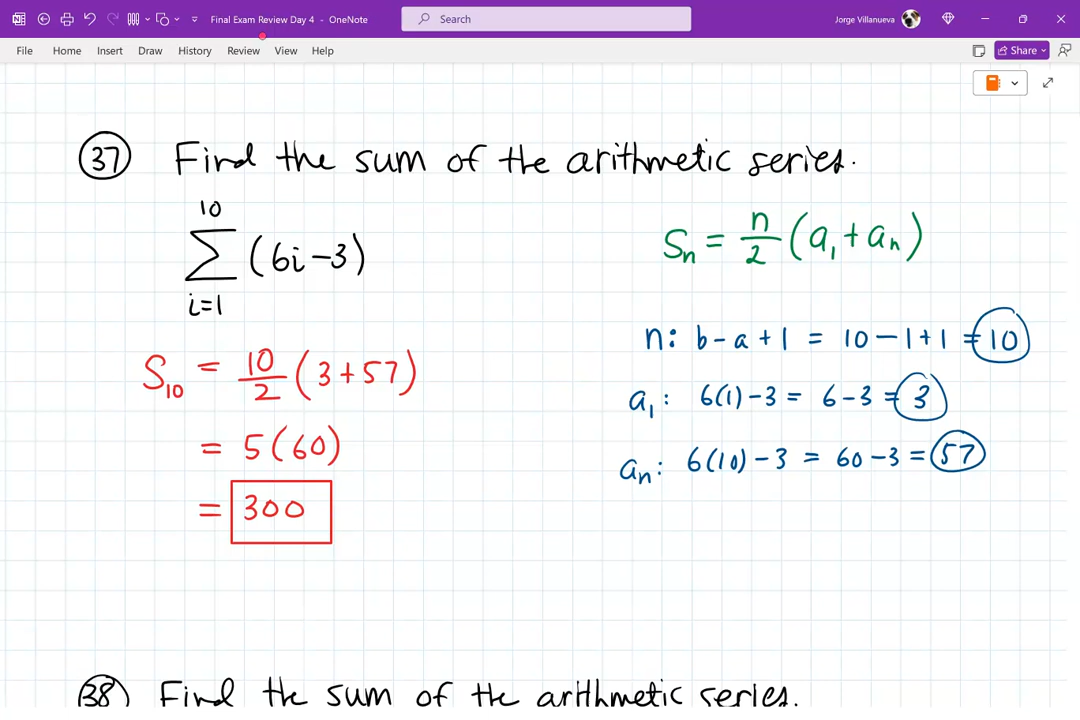 Final Exam Review Day 4 - OneNote
Search
Jorge Villanueva
File Home Insert Draw History Review View Help
Share
37 Find the sum of the arithmetic series.
10
∑ (6i-3)
i=1
Sₙ = n/2 (a₁ + aₙ)
n: b-a+1 = 10-1+1 = 10
a₁: 6(1)-3 = 6-3 = 3
aₙ: 6(10)-3 = 60-3 = 57
S₁₀ = 10/2 (3+57)
= 5(60)
= 300
38 Find the sum of the arithmetic series.